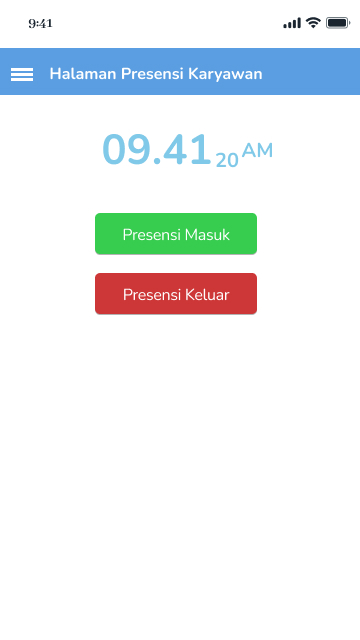 9:41
Halaman Presensi Karyawan
09.41 20 AM
Presensi Masuk
Presensi Keluar